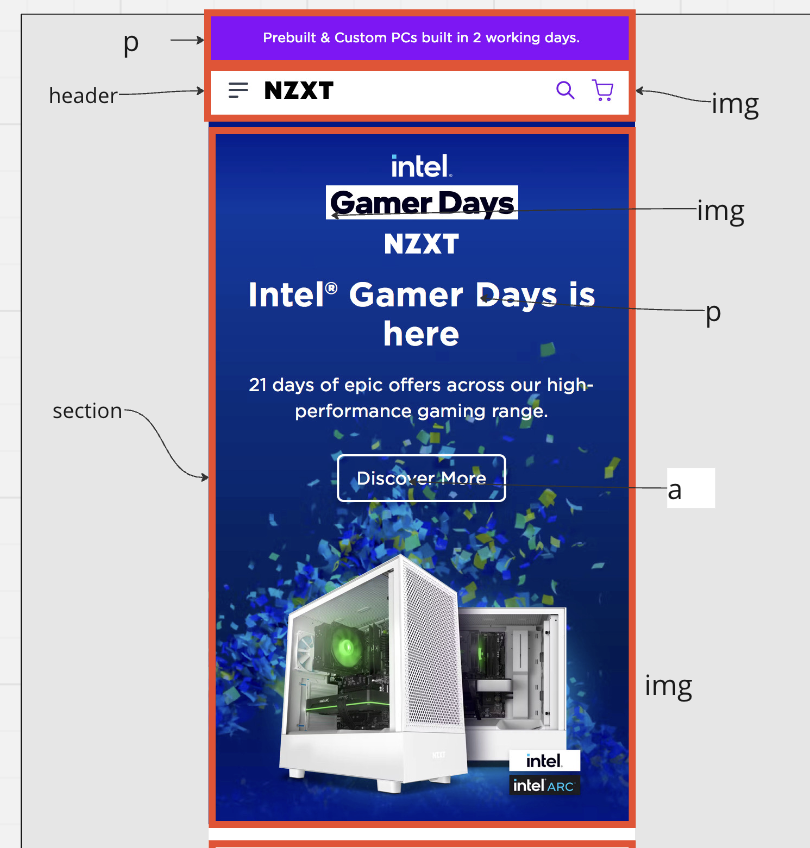 p
Prebuilt & Custom PCs built in 2 working days.
header
NZXT
img
intel.
Gamer Days
img
NZXT
Intel® Gamer Days is
here
p
21 days of epic offers across our high-
performance gaming range.
section
Discover More
a
img
NZXT
intel.
intel ARC